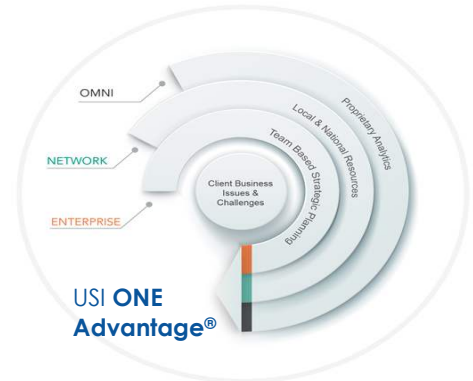 OMNI
NETWORK
ENTERPRISE
Proprietary Analytics
Local & National Resources
Team Based Strategic Planning
Client Business
Issues &
Challenges
USI ONE
Advantage®